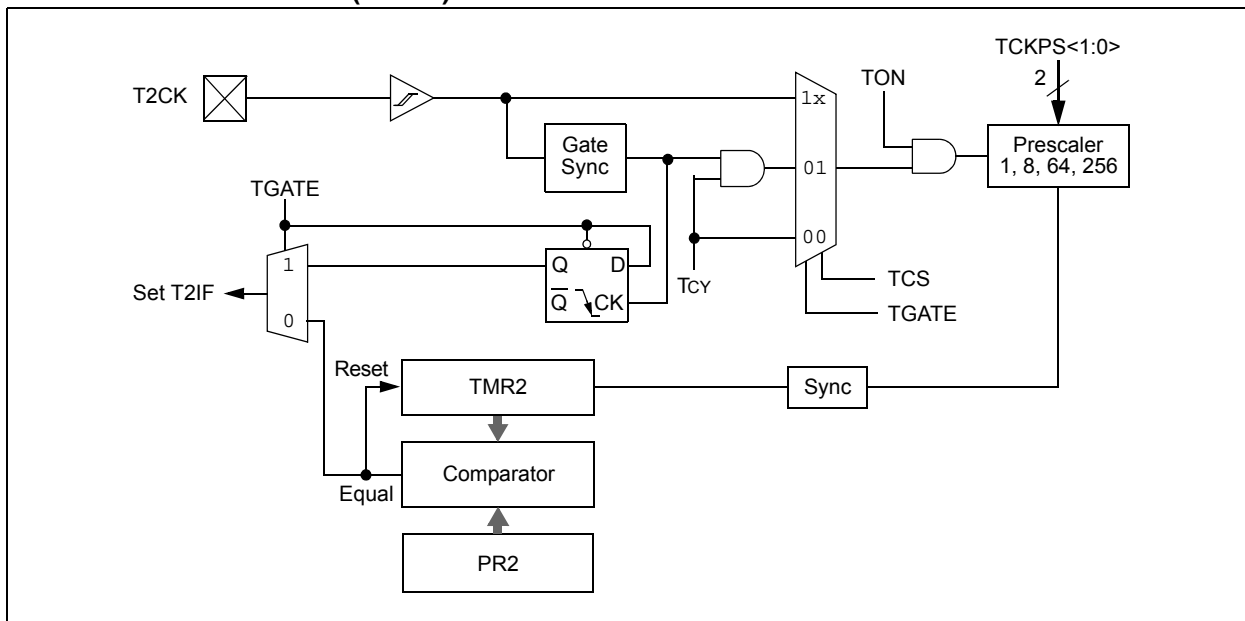 TCKPS<1:0>
2
TON
T2CK
1x
Gate
Sync
Prescaler
1, 8, 64, 256
01
TGATE
00
1
Q
D
TCY
TCS
Set T2IF
Q
CK
TGATE
0
Reset
TMR2
Sync
Comparator
Equal
PR2